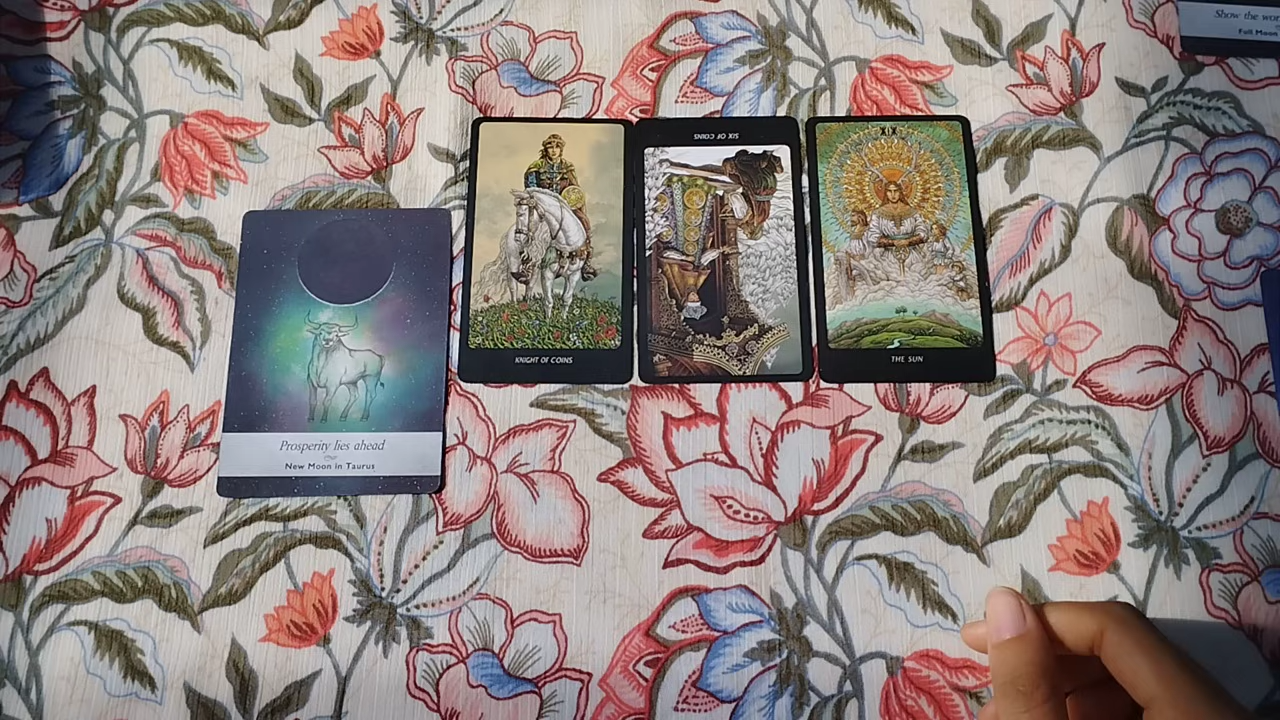 Show the
Full Moon
KNIGHT OF COINS
SIX OF COINS
XIX
THE SUN
Prosperity lies ahead
New Moon in Taurus